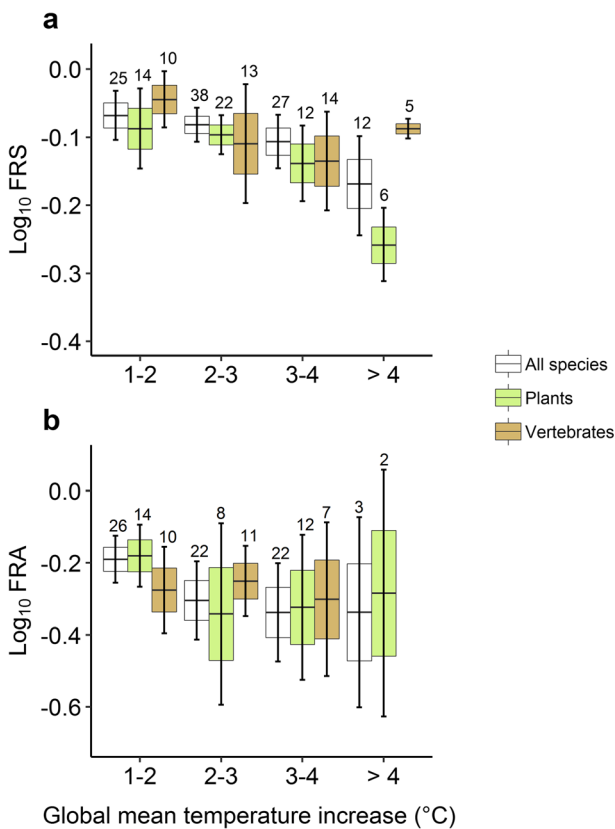 a
0.0
-0.1
-0.2
-0.3
-0.4
Log10 FRS
25 14 10
38 22 13
27 12 14
12 6 5
1-2 2-3 3-4 > 4
All species
Plants
Vertebrates
b
0.0
-0.2
-0.4
-0.6
Log10 FRA
26 14 10
22 8 11
22 12 7
3 2
1-2 2-3 3-4 > 4
Global mean temperature increase (°C)